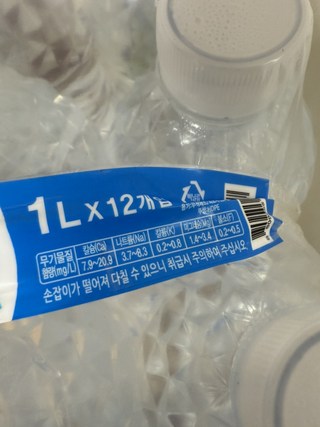 1L X 12개입
무기물질 칼슘(Ca) 나트륨(Na) 칼륨(K) 마그네슘(Mg) 불소(F)
함량(mg/L) 7.9~20.9 3.7~8.3 0.2~0.8 1.4~3.4 0.2~0.5
손잡이가 떨어져 다칠 수 있으니 취급시 주의하여 주십시오.